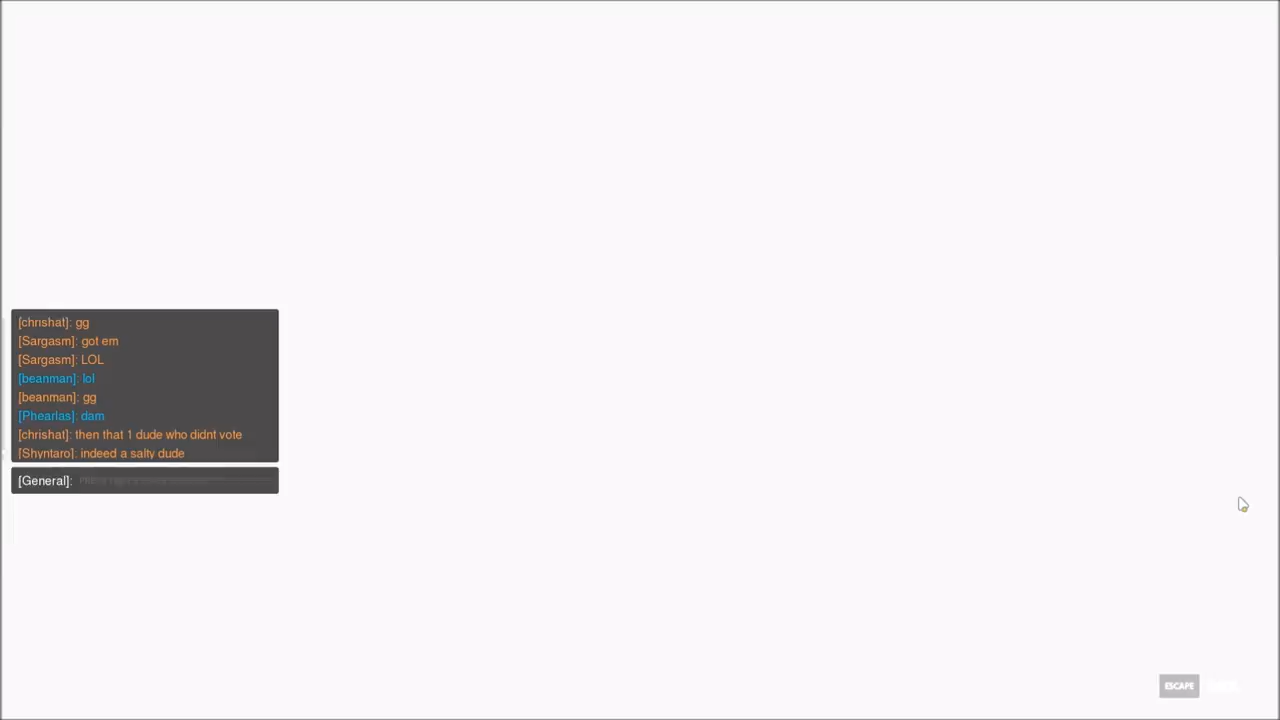 [chrishat]: gg
[Sargasm]: got em
[Sargasm]: LOL
[beanman]: lol
[beanman]: gg
[Phearlas]: dam
[chrishat]: then that 1 dude who didnt vote
[Shyntaro]: indeed a salty dude
[General]:
ESCAPE